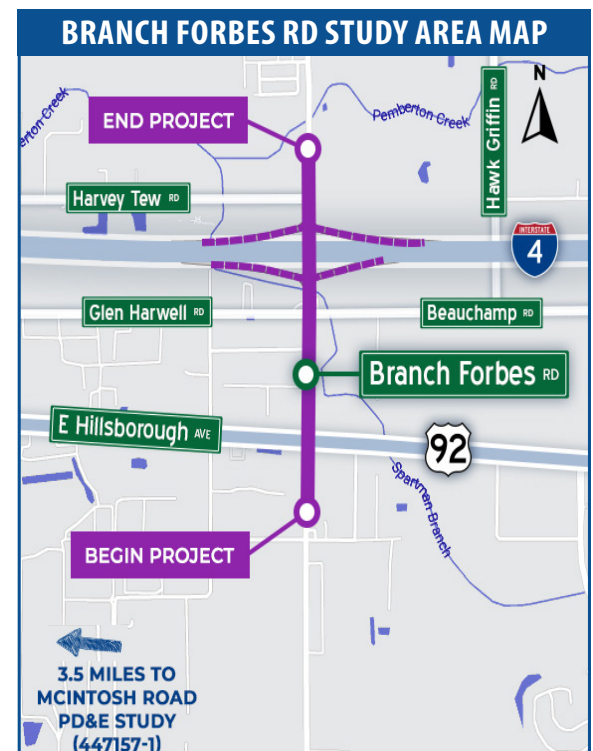 BRANCH FORBES RD STUDY AREA MAP
N
erton Creek
END PROJECT
Pemberton Creek
Hawk Griffin RD
Harvey Tew RD
INTERSTATE
4
Glen Harwell RD
Beauchamp RD
Branch Forbes RD
E Hillsborough AVE
92
Spartman Branch
BEGIN PROJECT
3.5 MILES TO
MCINTOSH ROAD
PD&E STUDY
(447157-1)